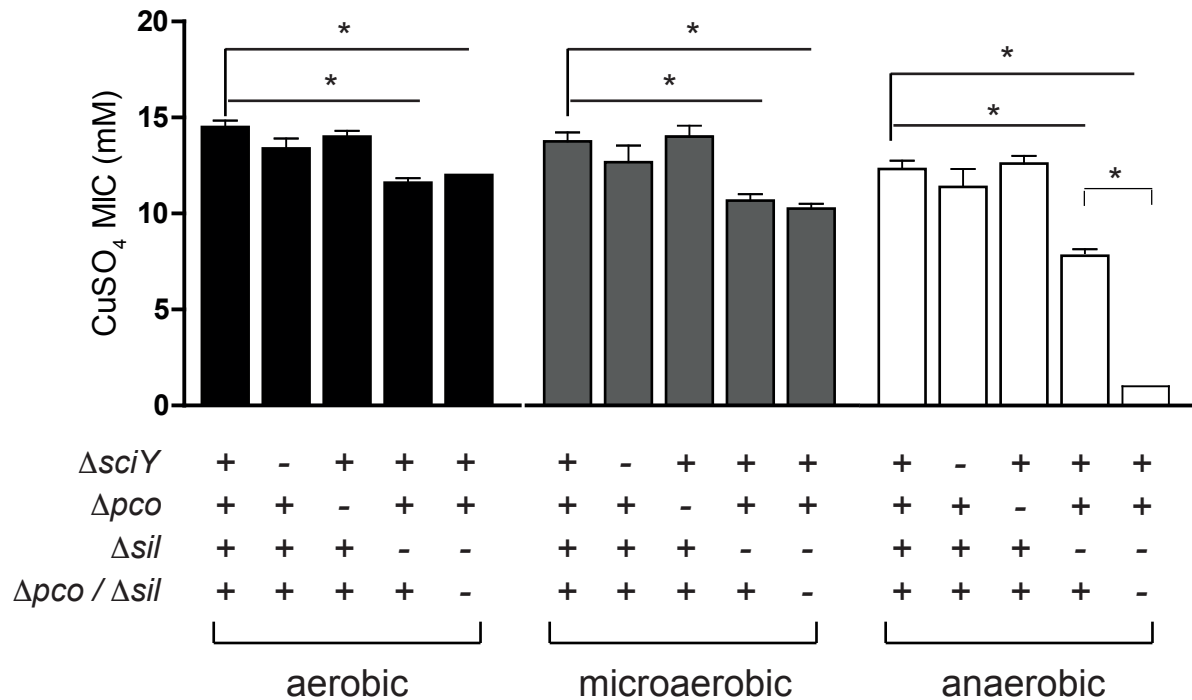 20
*
*
*
*
*
*
*
15
10
5
0
CuSO₄ MIC (mM)
ΔsciY + - + + + + - + + + + - + + +
Δpco + + - + + + + - + + + + - + +
Δsil + + + - - + + + - - + + + - -
Δpco / Δsil + + + + - + + + + - + + + + -
aerobic microaerobic anaerobic